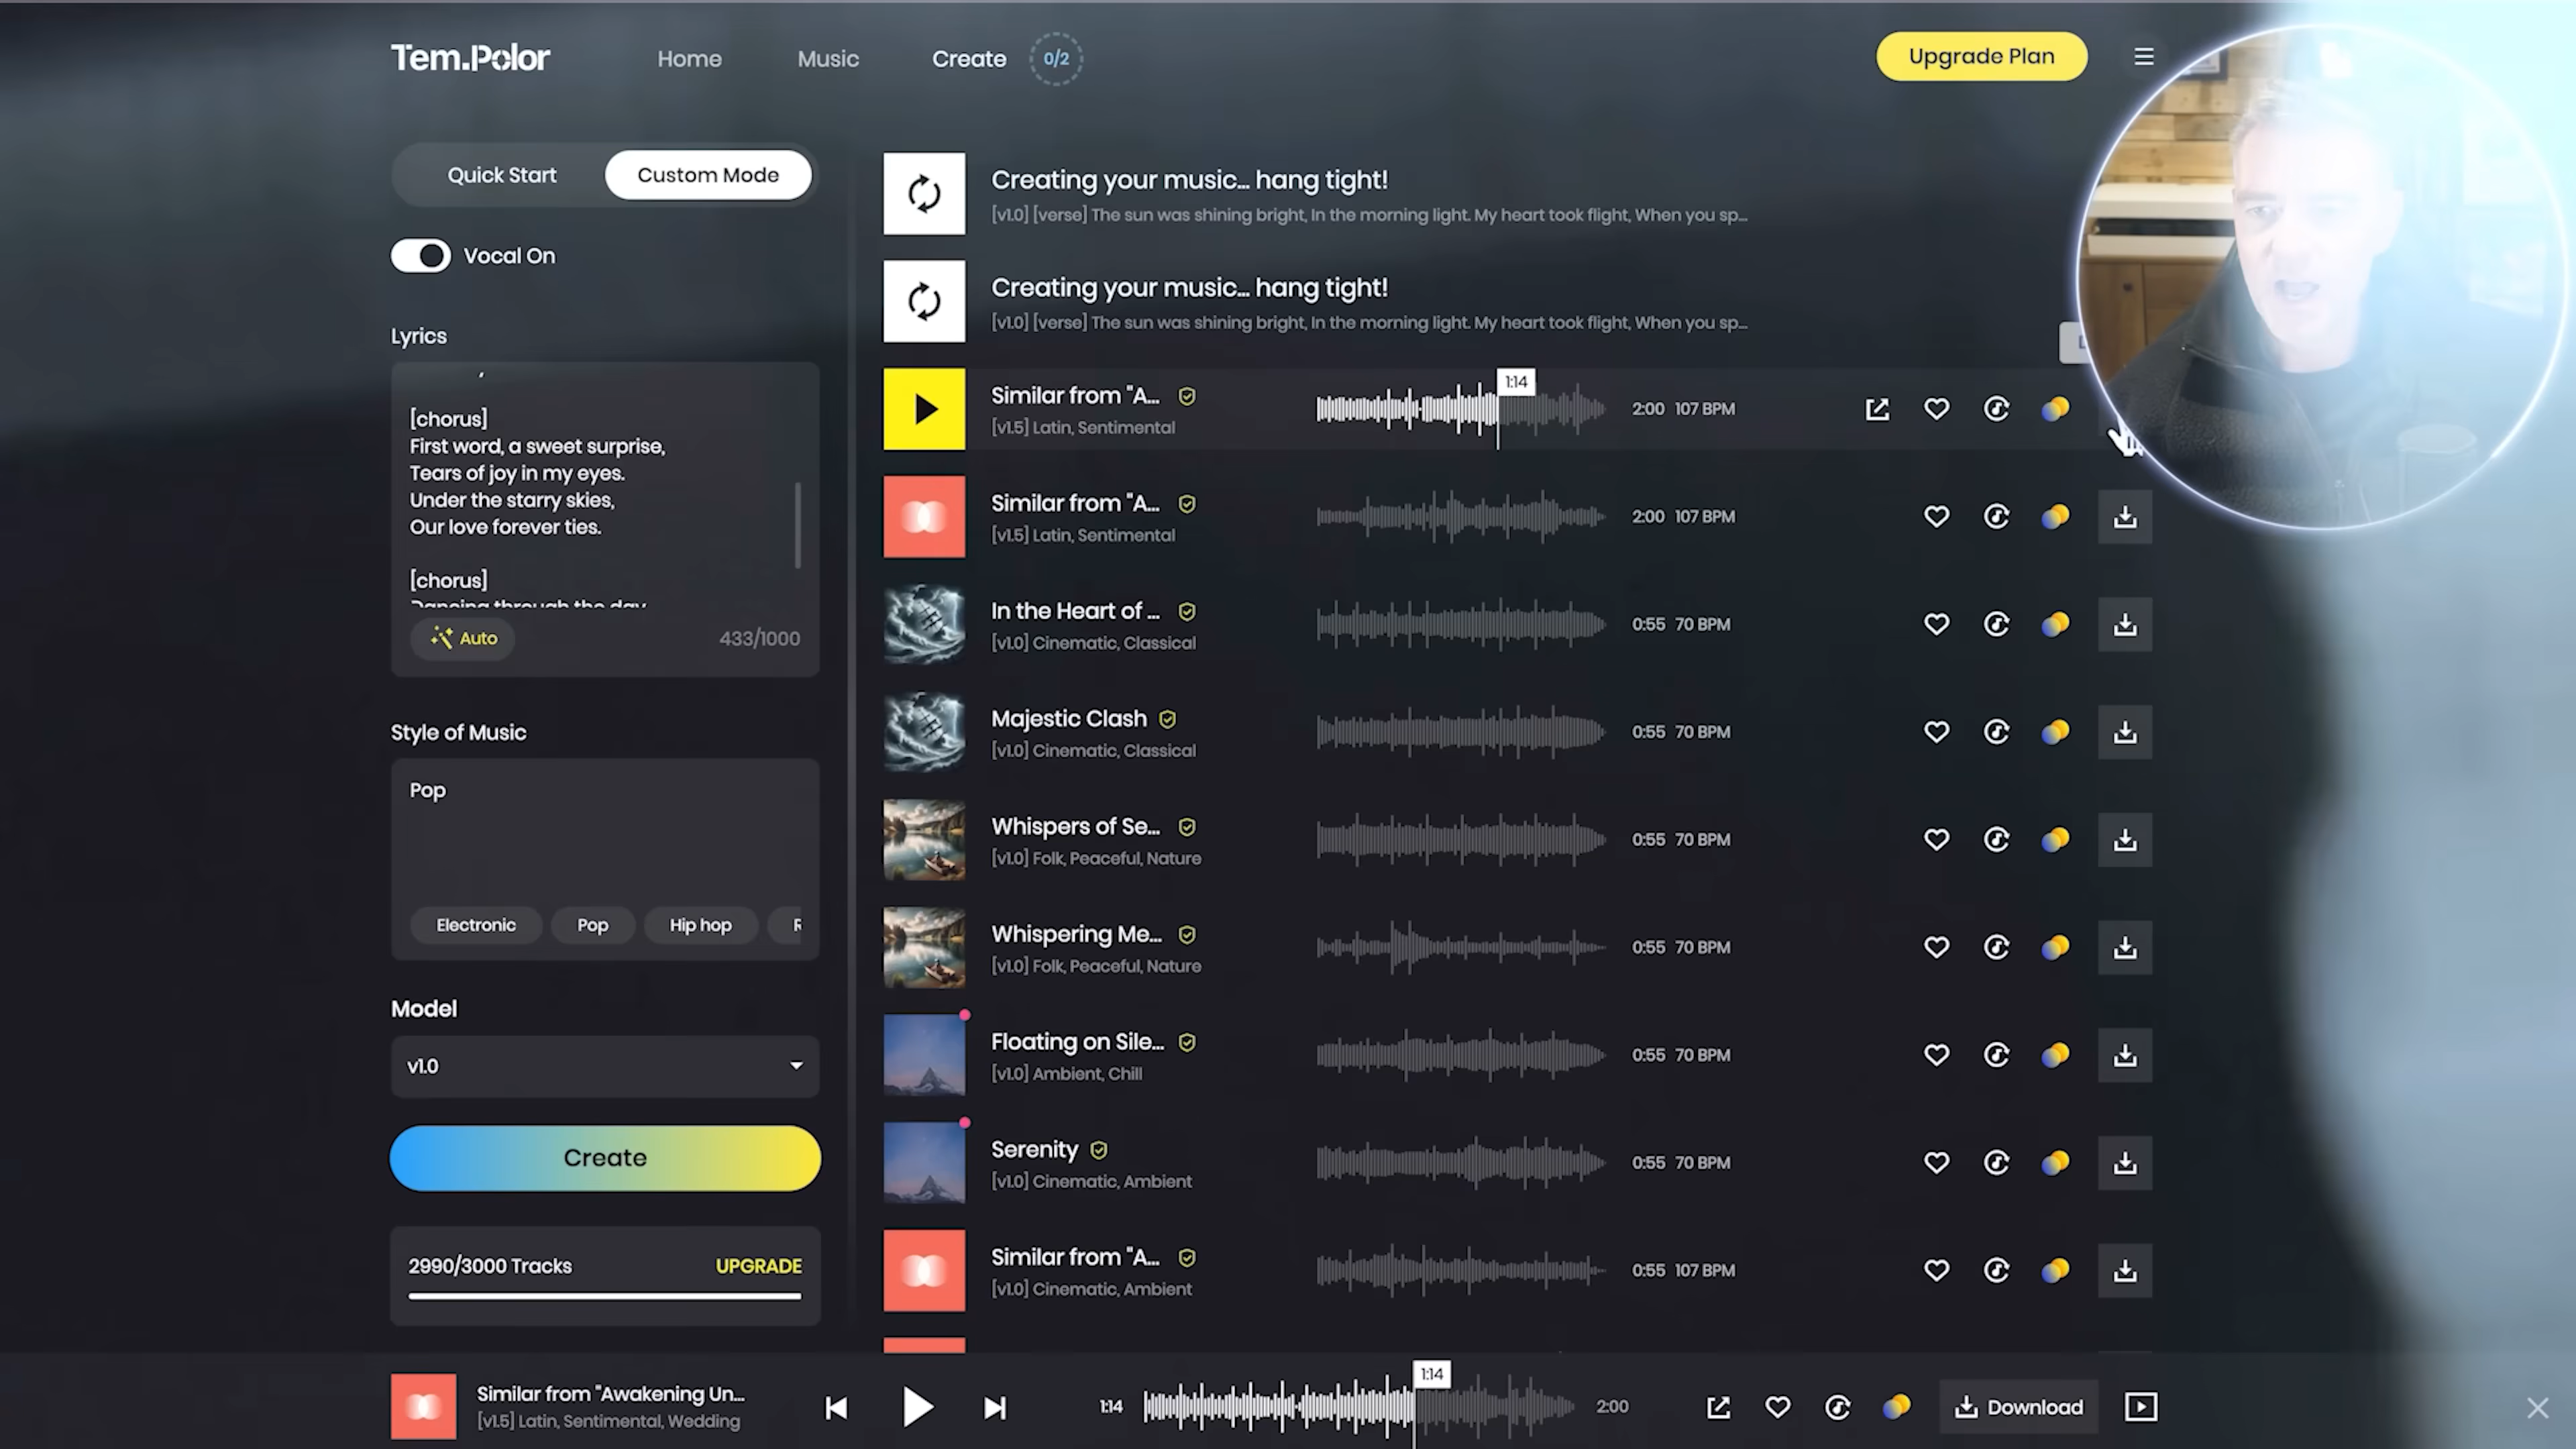 Tem.Polor
Home
Music
Create
0/2
Upgrade Plan
Quick Start
Custom Mode
Vocal On
Lyrics
[chorus]
First word, a sweet surprise,
Tears of joy in my eyes.
Under the starry skies,
Our love forever ties.
[chorus]
Dancing through the day
Auto
433/1000
Style of Music
Pop
Electronic
Pop
Hip hop
R
Model
v1.0
Create
2990/3000 Tracks
UPGRADE
Creating your music... hang tight!
[v1.0] [verse] The sun was shining bright, In the morning light. My heart took flight, When you sp...
Creating your music... hang tight!
[v1.0] [verse] The sun was shining bright, In the morning light. My heart took flight, When you sp...
Similar from "A...
[v1.5] Latin, Sentimental
1:14
2:00 107 BPM
Similar from "A...
[v1.5] Latin, Sentimental
2:00 107 BPM
In the Heart of ...
[v1.0] Cinematic, Classical
0:55 70 BPM
Majestic Clash
[v1.0] Cinematic, Classical
0:55 70 BPM
Whispers of Se...
[v1.0] Folk, Peaceful, Nature
0:55 70 BPM
Whispering Me...
[v1.0] Folk, Peaceful, Nature
0:55 70 BPM
Floating on Sile...
[v1.0] Ambient, Chill
0:55 70 BPM
Serenity
[v1.0] Cinematic, Ambient
0:55 70 BPM
Similar from "A...
[v1.0] Cinematic, Ambient
0:55 107 BPM
Similar from "Awakening Un...
[v1.5] Latin, Sentimental, Wedding
1:14
1:14
2:00
Download